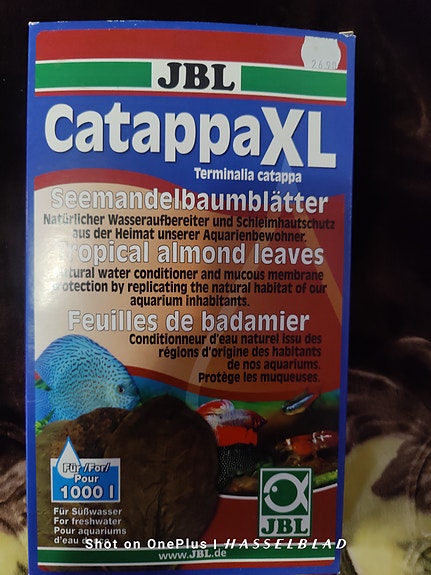 26.90
JBL
CatappaXL
Terminalia catappa
Seemandelbaumblätter
Natürlicher Wasseraufbereiter und Schleimhautschutz
aus der Heimat unserer Aquarienbewohner.
Tropical almond leaves
Natural water conditioner and mucous membrane
protection by replicating the natural habitat of our
aquarium inhabitants.
Feuilles de badamier
Conditionneur d'eau naturel issu des
régions d'origine des habitants
de nos aquariums.
Protège les muqueuses.
Für/For/
Pour
1000 l
Für Süßwasser
For freshwater
Pour aquariums
d'eau
JBL
Shot on OnePlus | HASSELBLAD
www.JBL.de